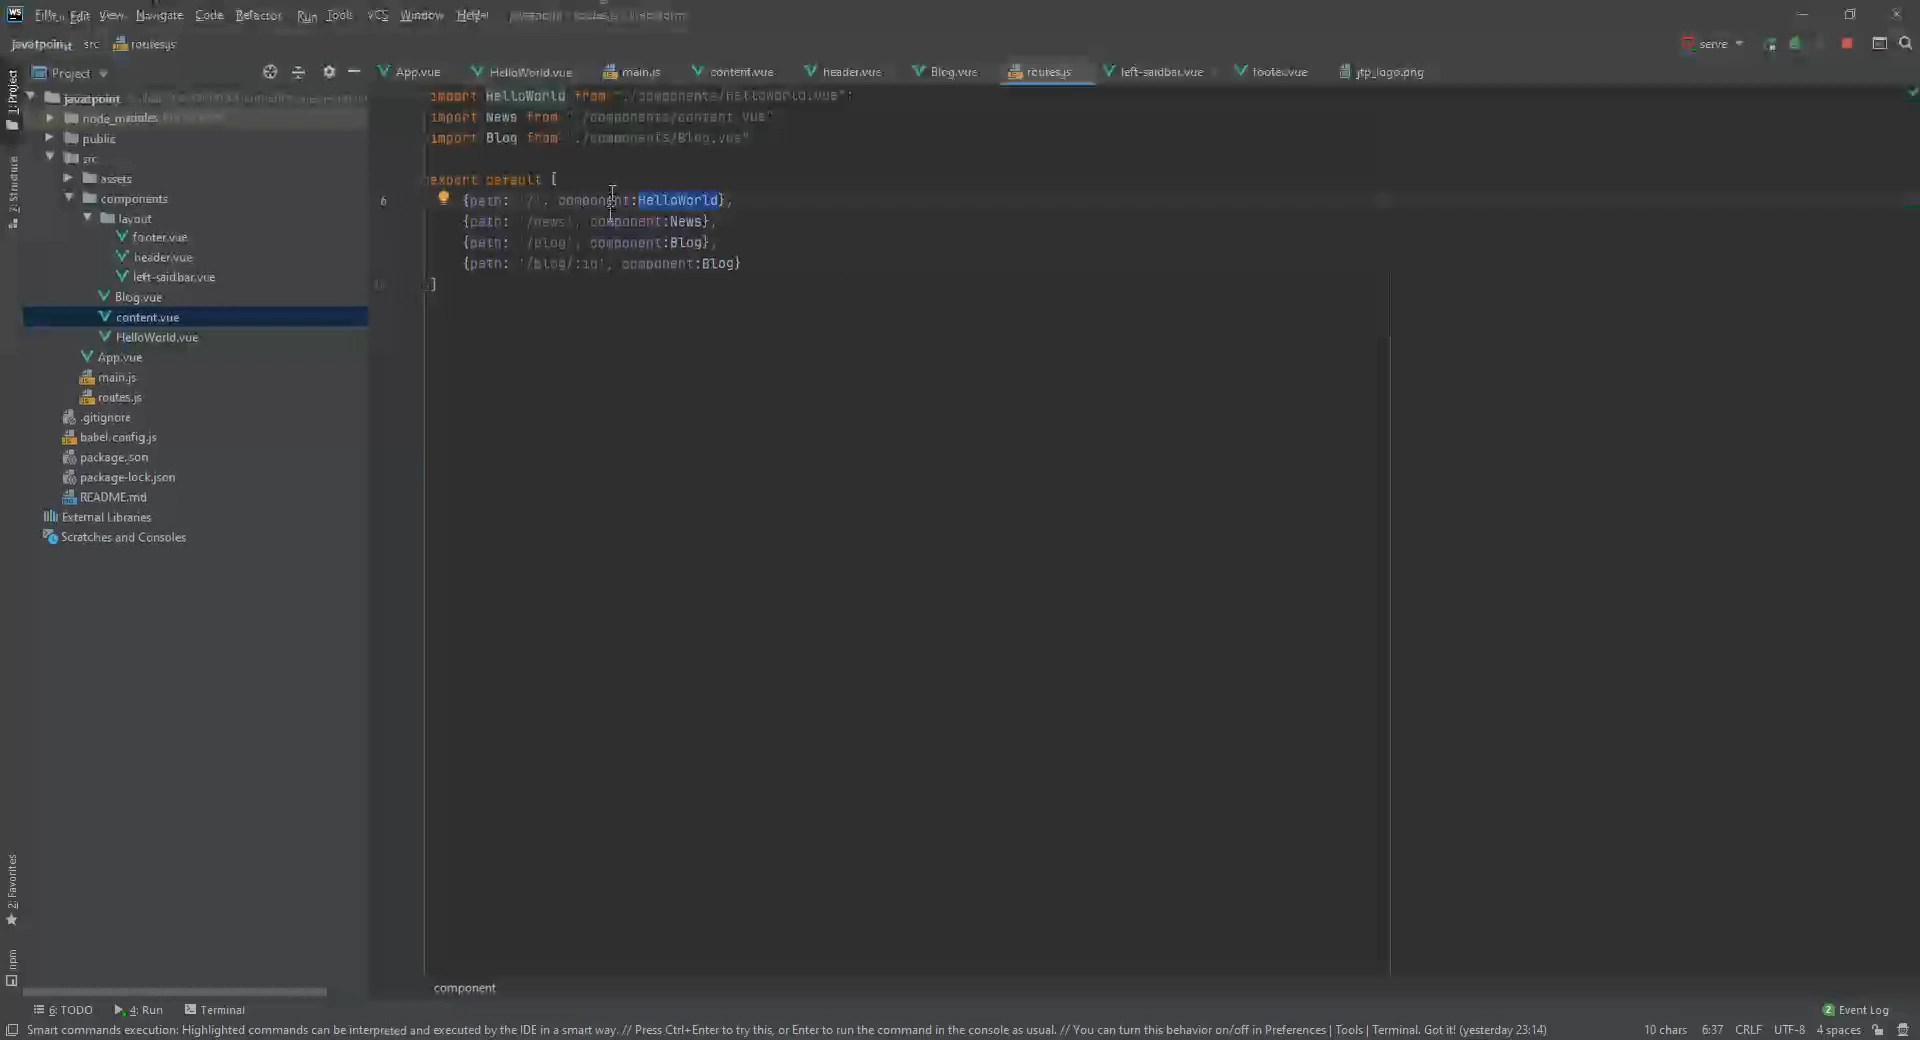 WS File Edit View Navigate Code Refactor Run Tools VCS Window Help
javatpoint src routes.js serve
Project App.vue HelloWorld.vue main.js content.vue header.vue Blog.vue routes.js left-saidbar.vue footer.vue jtp_logo.png
1: Project
7: Structure
2: Favorites
npm
javatpoint
node_modules
public
src
assets
components
layout
footer.vue
header.vue
left-saidbar.vue
Blog.vue
content.vue
HelloWorld.vue
App.vue
main.js
routes.js
.gitignore
babel.config.js
package.json
package-lock.json
README.md
External Libraries
Scratches and Consoles
import HelloWorld from "./components/HelloWorld.vue";
import News from "./components/content.vue"
import Blog from "./components/Blog.vue"
export default [
6 {path: '/', component:HelloWorld},
{path: '/news', component:News},
{path: '/blog', component:Blog},
{path: '/blog/:id', component:Blog}
]
component
6: TODO 4: Run Terminal 2 Event Log
Smart commands execution: Highlighted commands can be interpreted and executed by the IDE in a smart way. // Press Ctrl+Enter to try this, or Enter to run the command in the console as usual. // You can turn this behavior on/off in Preferences | Tools | Terminal. Got it! (yesterday 23:14) 10 chars 6:37 CRLF UTF-8 4 spaces